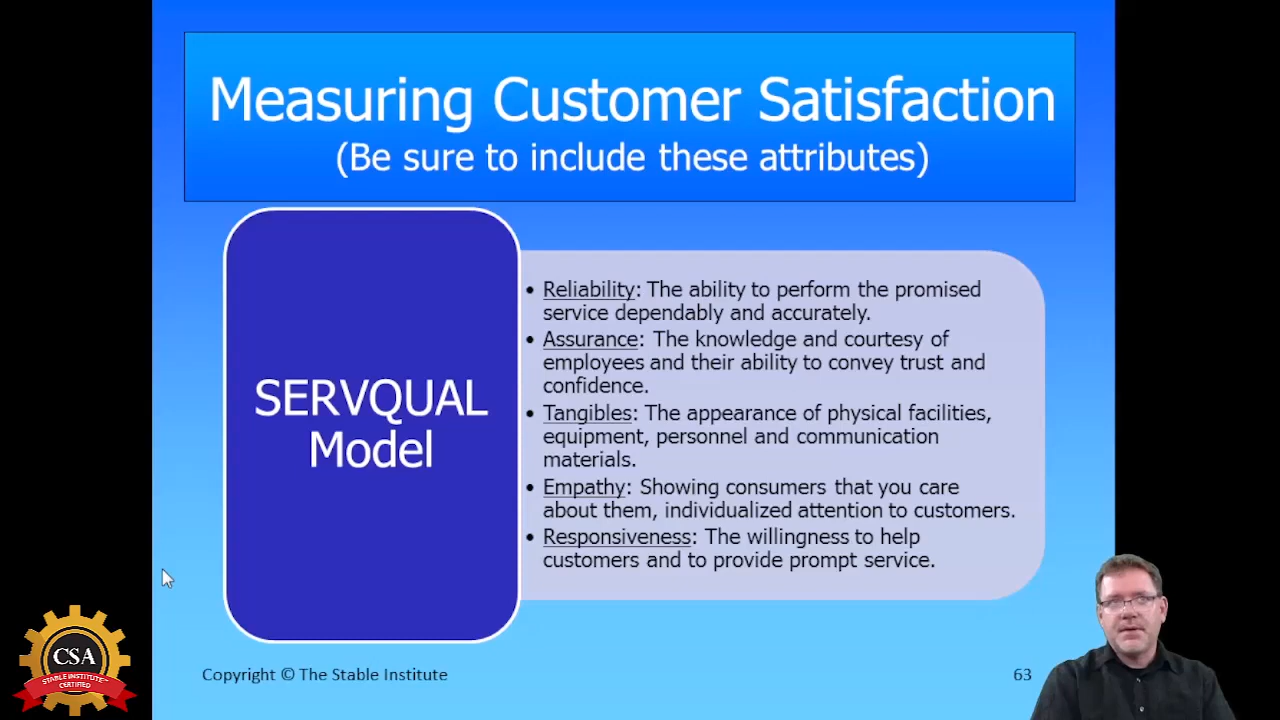 Measuring Customer Satisfaction
(Be sure to include these attributes)
SERVQUAL
Model
• Reliability: The ability to perform the promised
service dependably and accurately.
• Assurance: The knowledge and courtesy of
employees and their ability to convey trust and
confidence.
• Tangibles: The appearance of physical facilities,
equipment, personnel and communication
materials.
• Empathy: Showing consumers that you care
about them, individualized attention to customers.
• Responsiveness: The willingness to help
customers and to provide prompt service.
CSA
STABLE INSTITUTE™
CERTIFIED
Copyright © The Stable Institute
63